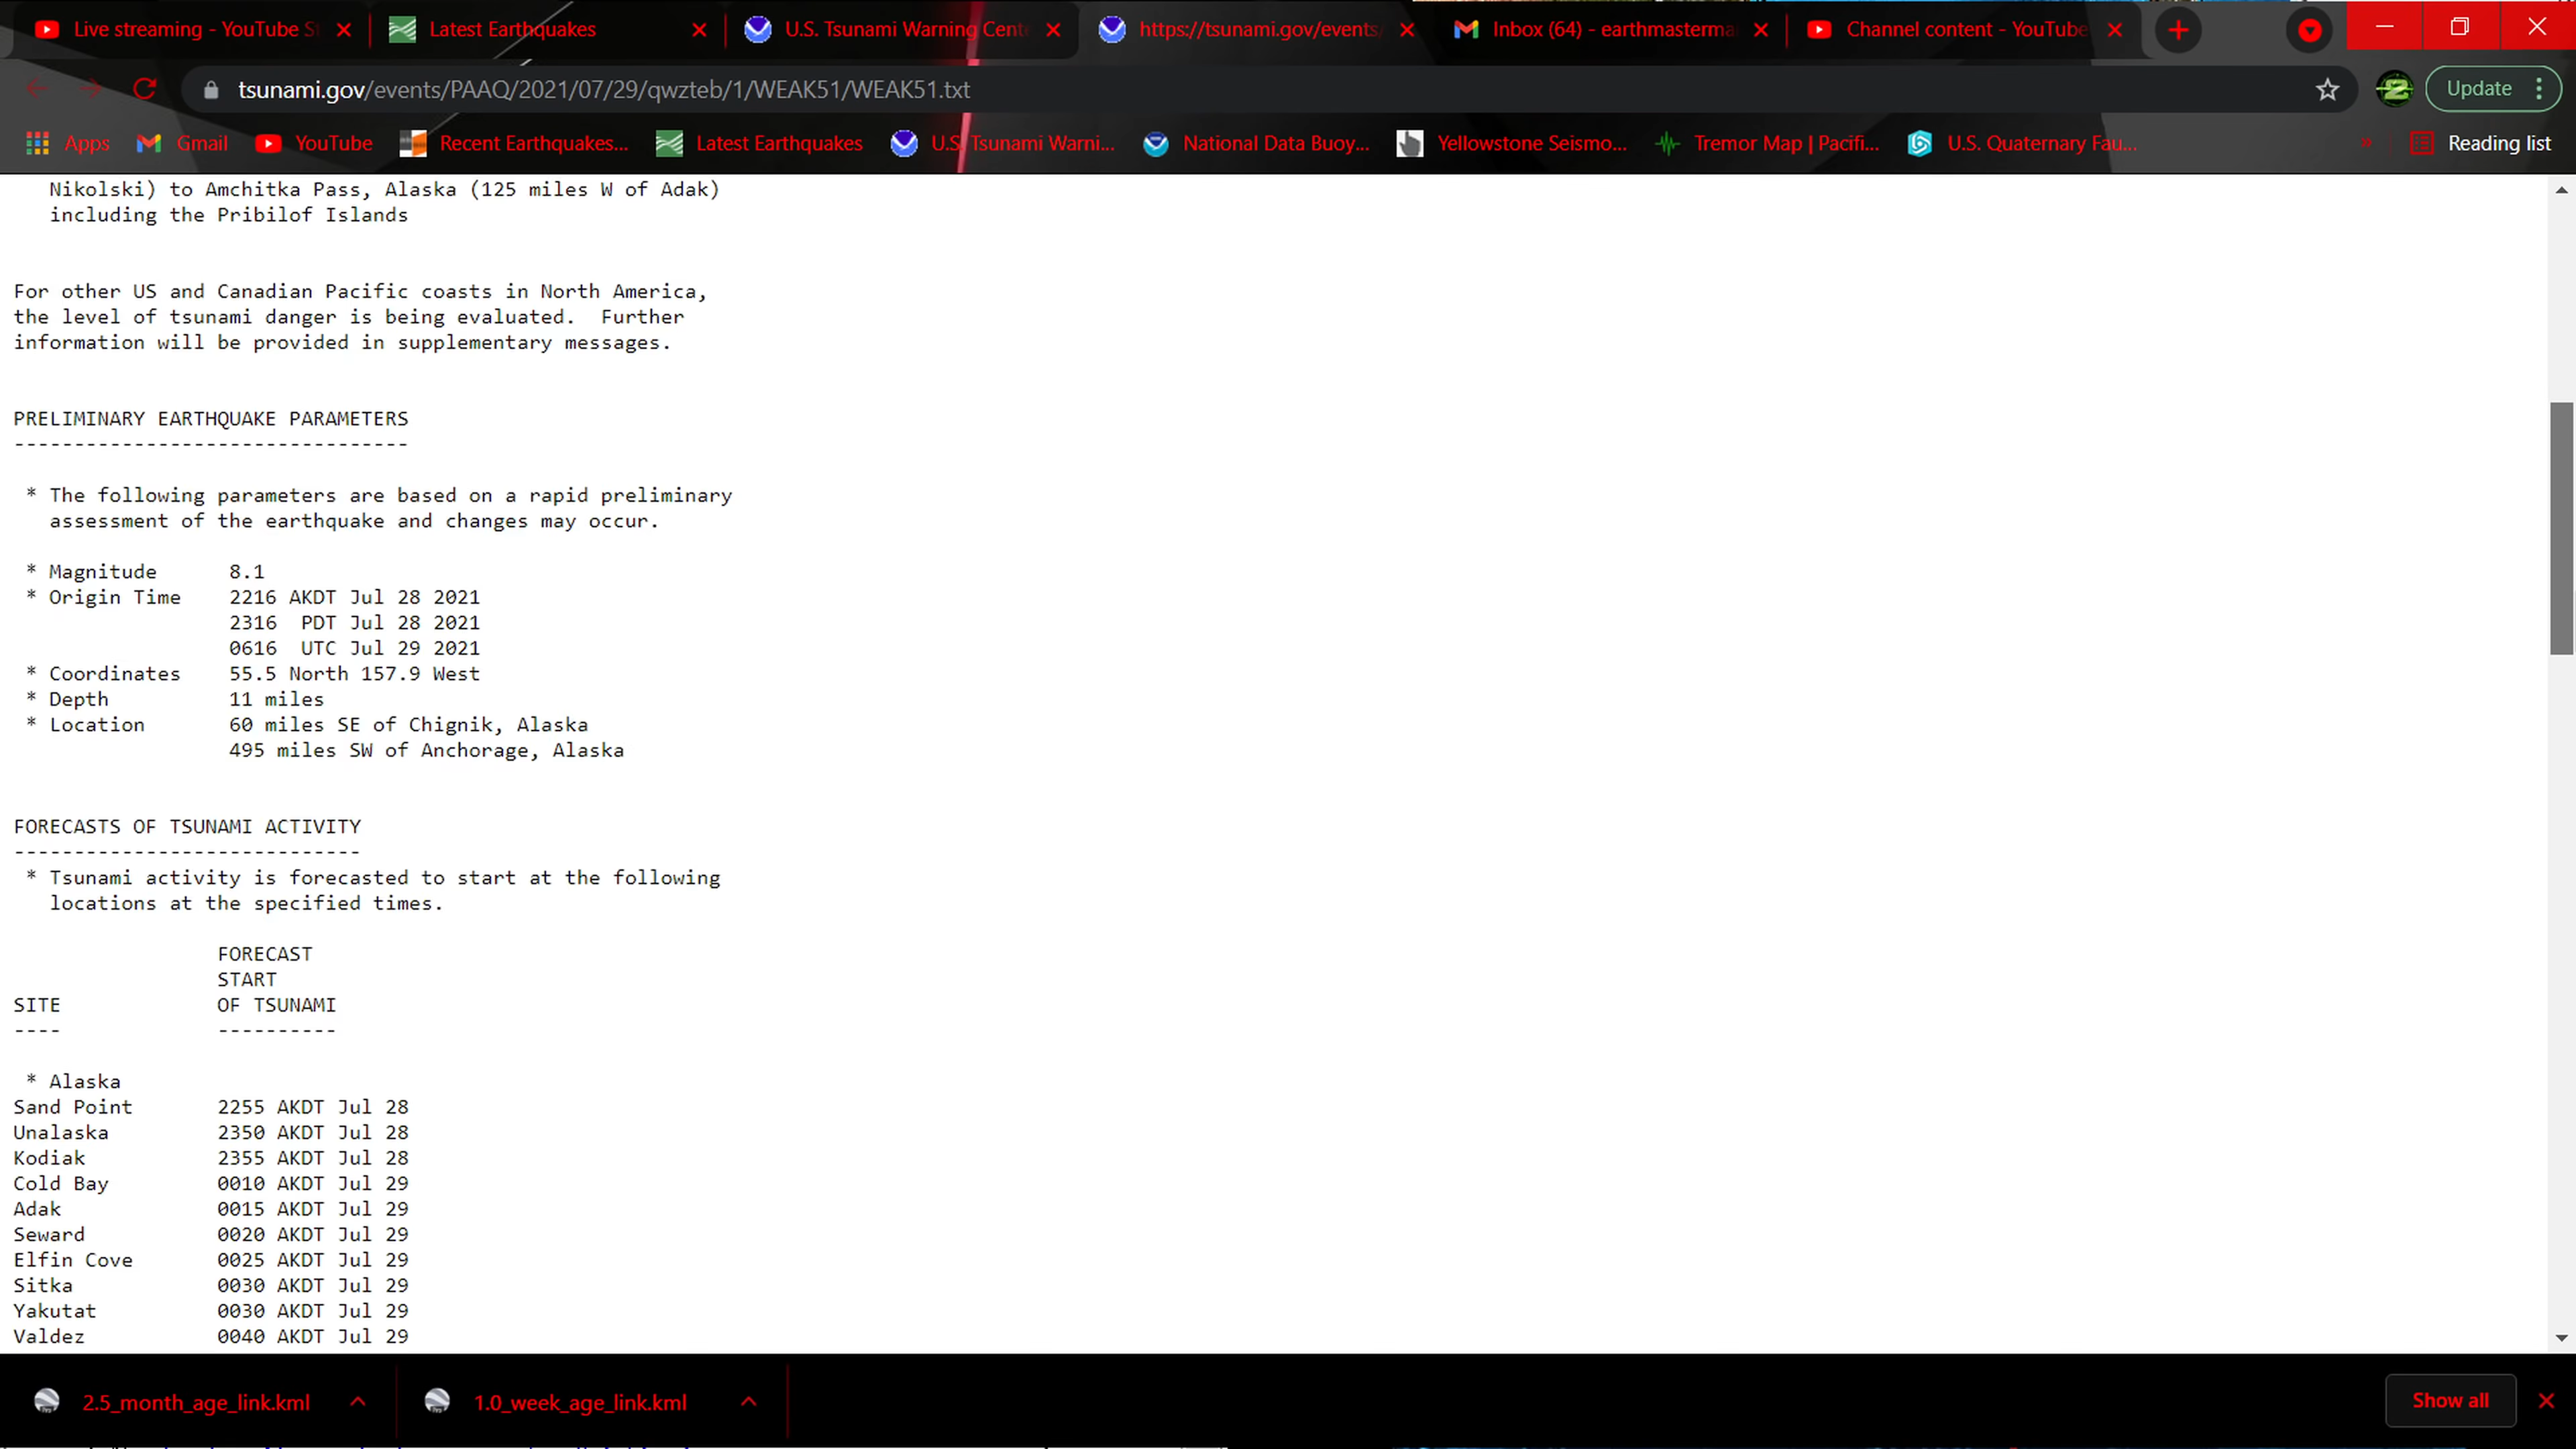 Live streaming - YouTube S
Latest Earthquakes
U.S. Tsunami Warning Cent
https://tsunami.gov/events/
Inbox (64) - earthmasterma
Channel content - YouTube
tsunami.gov/events/PAAQ/2021/07/29/qwzteb/1/WEAK51/WEAK51.txt
Update
Apps
Gmail
YouTube
Recent Earthquakes...
Latest Earthquakes
U.S. Tsunami Warni...
National Data Buoy...
Yellowstone Seismo...
Tremor Map | Pacifi...
U.S. Quaternary Fau...
»
Reading list
Nikolski) to Amchitka Pass, Alaska (125 miles W of Adak)
including the Pribilof Islands
For other US and Canadian Pacific coasts in North America,
the level of tsunami danger is being evaluated.  Further
information will be provided in supplementary messages.
PRELIMINARY EARTHQUAKE PARAMETERS
---------------------------------
* The following parameters are based on a rapid preliminary
assessment of the earthquake and changes may occur.
* Magnitude      8.1
* Origin Time    2216 AKDT Jul 28 2021
2316  PDT Jul 28 2021
0616  UTC Jul 29 2021
* Coordinates    55.5 North 157.9 West
* Depth          11 miles
* Location       60 miles SE of Chignik, Alaska
495 miles SW of Anchorage, Alaska
FORECASTS OF TSUNAMI ACTIVITY
-----------------------------
* Tsunami activity is forecasted to start at the following
locations at the specified times.
FORECAST
START
SITE             OF TSUNAMI
----             ----------
* Alaska
Sand Point       2255 AKDT Jul 28
Unalaska         2350 AKDT Jul 28
Kodiak           2355 AKDT Jul 28
Cold Bay         0010 AKDT Jul 29
Adak             0015 AKDT Jul 29
Seward           0020 AKDT Jul 29
Elfin Cove       0025 AKDT Jul 29
Sitka            0030 AKDT Jul 29
Yakutat          0030 AKDT Jul 29
Valdez           0040 AKDT Jul 29
2.5_month_age_link.kml
1.0_week_age_link.kml
Show all